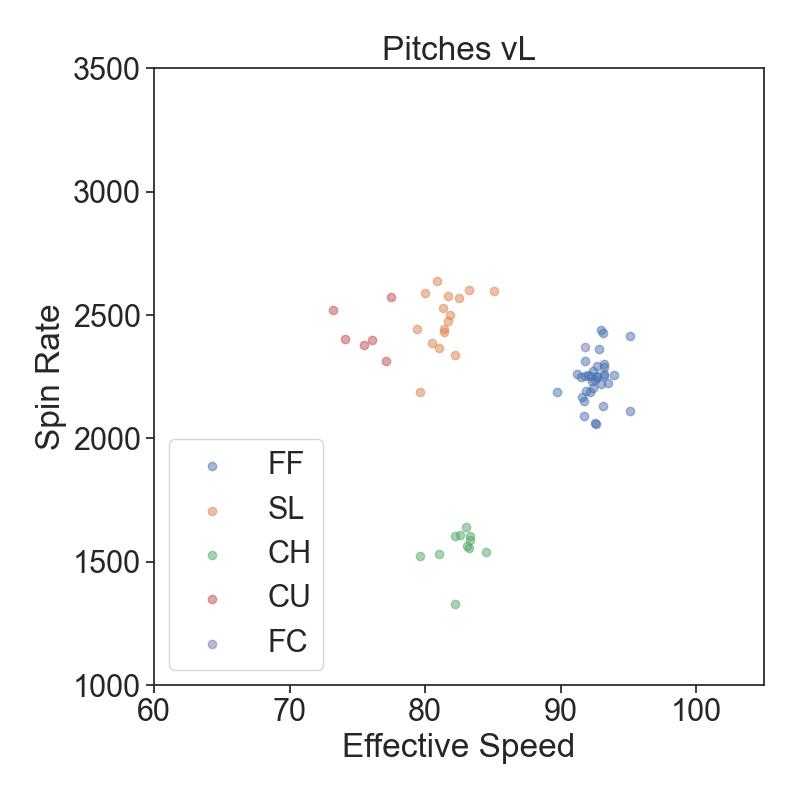 Pitches vL
3500
3000
2500
2000
1500
1000
Spin Rate
FF
SL
CH
CU
FC
60 70 80 90 100
Effective Speed